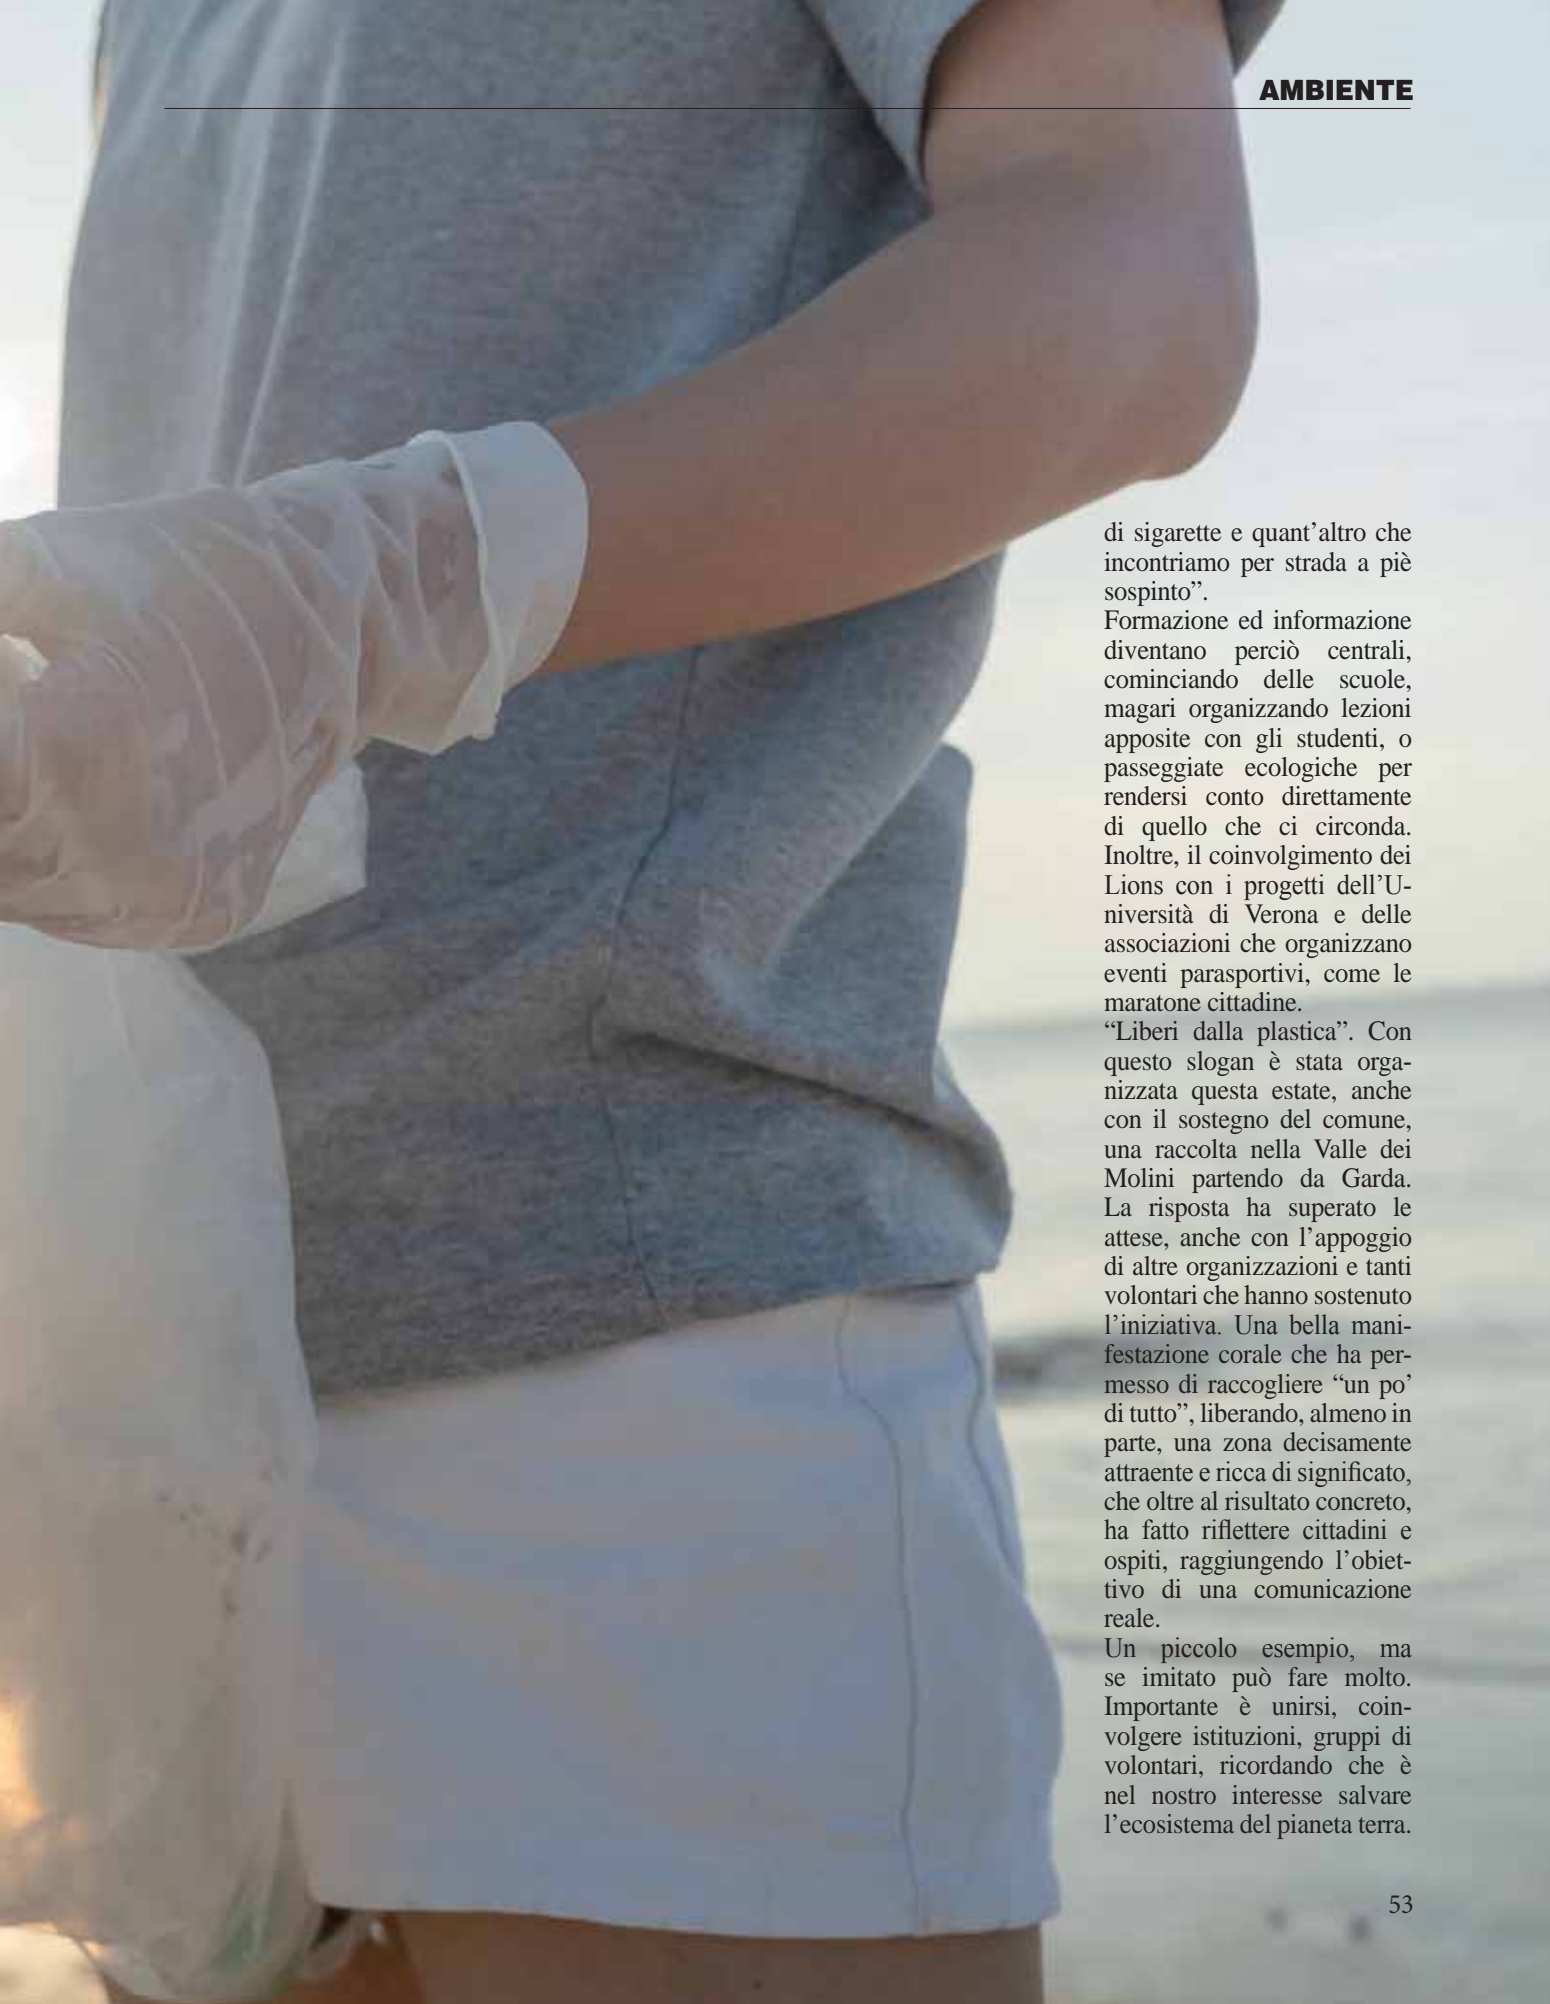 AMBIENTE
di sigarette e quant’altro che
incontriamo per strada a piè
sospinto”.
Formazione ed informazione
diventano perciò centrali,
cominciando delle scuole,
magari organizzando lezioni
apposite con gli studenti, o
passeggiate ecologiche per
rendersi conto direttamente
di quello che ci circonda.
Inoltre, il coinvolgimento dei
Lions con i progetti dell’U-
niversità di Verona e delle
associazioni che organizzano
eventi parasportivi, come le
maratone cittadine.
“Liberi dalla plastica”. Con
questo slogan è stata orga-
nizzata questa estate, anche
con il sostegno del comune,
una raccolta nella Valle dei
Molini partendo da Garda.
La risposta ha superato le
attese, anche con l’appoggio
di altre organizzazioni e tanti
volontari che hanno sostenuto
l’iniziativa. Una bella mani-
festazione corale che ha per-
messo di raccogliere “un po’
di tutto”, liberando, almeno in
parte, una zona decisamente
attraente e ricca di significato,
che oltre al risultato concreto,
ha fatto riflettere cittadini e
ospiti, raggiungendo l’obiet-
tivo di una comunicazione
reale.
Un piccolo esempio, ma
se imitato può fare molto.
Importante è unirsi, coin-
volgere istituzioni, gruppi di
volontari, ricordando che è
nel nostro interesse salvare
l’ecosistema del pianeta terra.
53